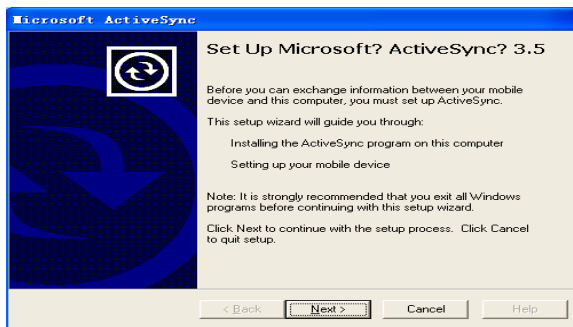 Microsoft ActiveSync
Set Up Microsoft? ActiveSync? 3.5
Before you can exchange information between your mobile
device and this computer, you must set up ActiveSync.
This setup wizard will guide you through:
Installing the ActiveSync program on this computer
Setting up your mobile device
Note: It is strongly recommended that you exit all Windows
programs before continuing with this setup wizard.
Click Next to continue with the setup process. Click Cancel
to quit setup.
< Back Next > Cancel Help